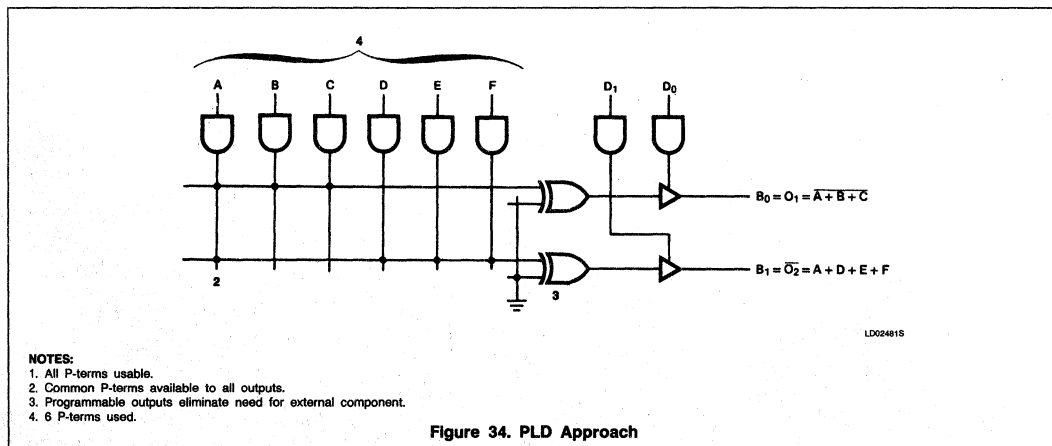 4
A B C D E F D₁ D₀
B₀ = O₁ = \overline{A + B + C}
B₁ = \overline{O₂} = A + D + E + F
2
3
LD02481S
NOTES:
1. All P-terms usable.
2. Common P-terms available to all outputs.
3. Programmable outputs eliminate need for external component.
4. 6 P-terms used.
Figure 34. PLD Approach